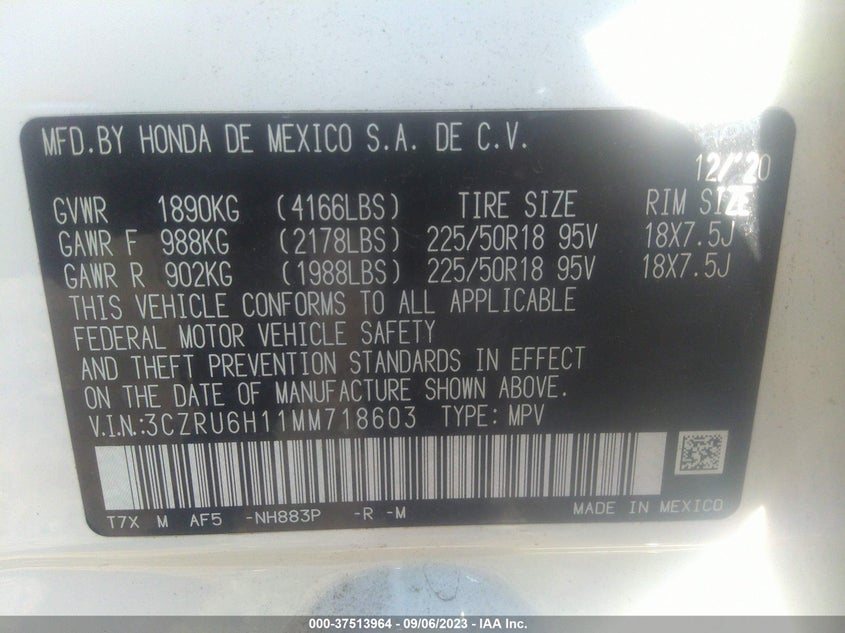 MFD.BY HONDA DE MEXICO S.A. DE C.V.
12/'20
GVWR 1890KG (4166LBS) TIRE SIZE RIM SIZE
GAWR F 988KG (2178LBS) 225/50R18 95V 18X7.5J
GAWR R 902KG (1988LBS) 225/50R18 95V 18X7.5J
THIS VEHICLE CONFORMS TO ALL APPLICABLE
FEDERAL MOTOR VEHICLE SAFETY
AND THEFT PREVENTION STANDARDS IN EFFECT
ON THE DATE OF MANUFACTURE SHOWN ABOVE.
V.I.N.:3CZRU6H11MM718603 TYPE: MPV
T7X M AF5 -NH883P -R -M MADE IN MEXICO
000-37513964 - 09/06/2023 - IAA Inc.